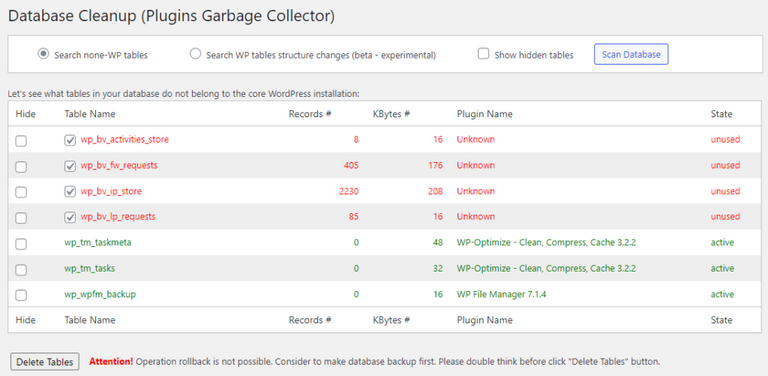 Database Cleanup (Plugins Garbage Collector)
Search none-WP tables Search WP tables structure changes (beta - experimental) Show hidden tables Scan Database
Let's see what tables in your database do not belong to the core WordPress installation:
Hide Table Name Records # KBytes # Plugin Name State
wp_bv_activities_store 8 16 Unknown unused
wp_bv_fw_requests 405 176 Unknown unused
wp_bv_ip_store 2230 208 Unknown unused
wp_bv_lp_requests 85 16 Unknown unused
wp_tm_taskmeta 0 48 WP-Optimize - Clean, Compress, Cache 3.2.2 active
wp_tm_tasks 0 32 WP-Optimize - Clean, Compress, Cache 3.2.2 active
wp_wpfm_backup 0 16 WP File Manager 7.1.4 active
Hide Table Name Records # KBytes # Plugin Name State
Delete Tables Attention! Operation rollback is not possible. Consider to make database backup first. Please double think before click "Delete Tables" button.